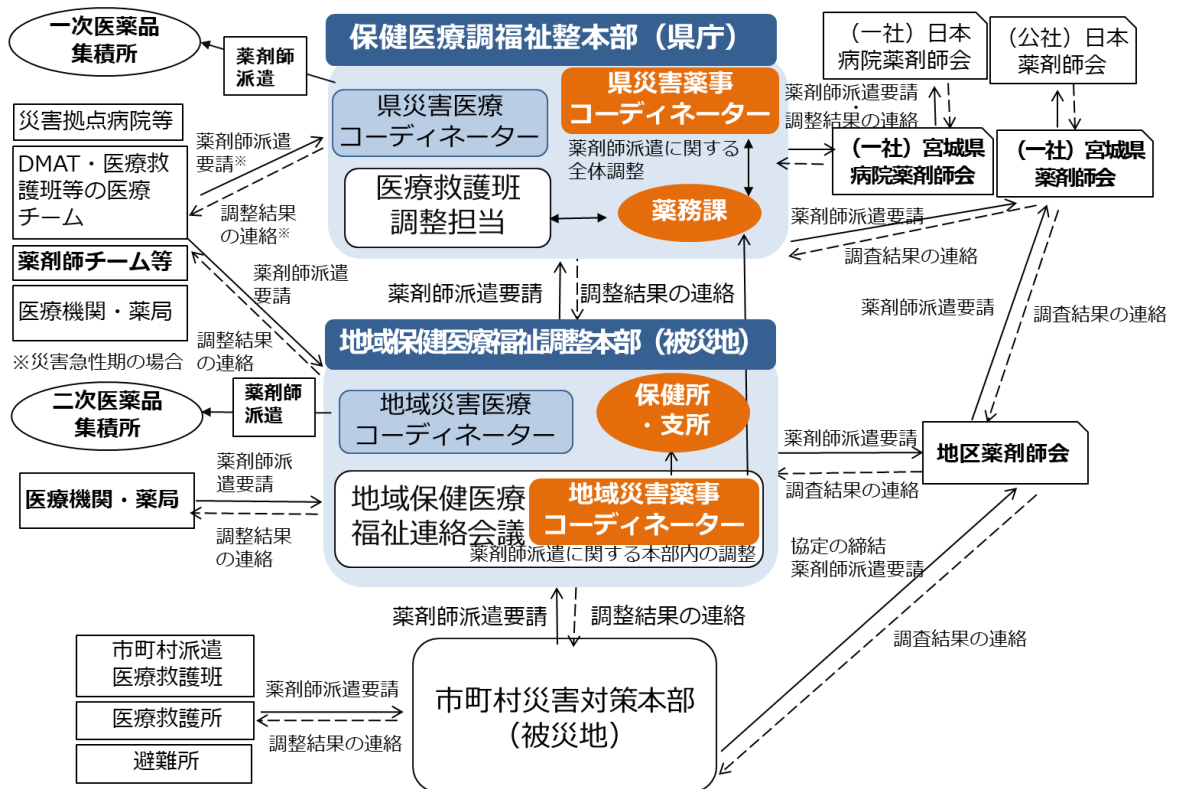 一次医薬品
集積所
薬剤師
派遣
保健医療調福祉整本部（県庁）
県災害薬事
コーディネーター
県災害医療
コーディネーター
薬剤師派遣に関する
全体調整
医療救護班
調整担当
薬務課
（一社）日本
病院薬剤師会
（公社）日本
薬剤師会
薬剤師派遣要請
・
調整結果の連絡
（一社）宮城県
病院薬剤師会
（一社）宮城県
薬剤師会
災害拠点病院等
DMAT・医療救
護班等の医療
チーム
薬剤師チーム等
医療機関・薬局
※災害急性期の場合
薬剤師派遣
要請※
調整結果
の連絡※
薬剤師派遣
要請
調整結果
の連絡
薬剤師派遣要請
調査結果の連絡
薬剤師派遣要請
調整結果の連絡
薬剤師派遣要請
調査結果の連絡
地域保健医療福祉調整本部（被災地）
二次医薬品
集積所
薬剤師
派遣
地域災害医療
コーディネーター
保健所
・支所
地域保健医療
福祉連絡会議
地域災害薬事
コーディネーター
薬剤師派遣に関する本部内の調整
薬剤師派遣要請
調査結果の連絡
地区薬剤師会
医療機関・薬局
薬剤師派
遣要請
調整結果
の連絡
協定の締結
薬剤師派遣要請
調査結果の連絡
薬剤師派遣要請
調整結果の連絡
市町村派遣
医療救護班
医療救護所
避難所
薬剤師派遣要請
調整結果の連絡
市町村災害対策本部
（被災地）